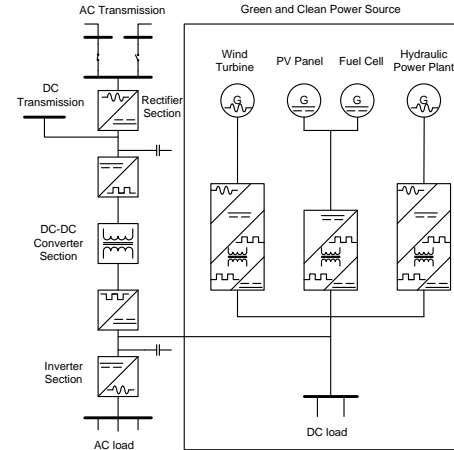 AC Transmission
Green and Clean Power Source
Wind
Turbine
PV Panel
Fuel Cell
Hydraulic
Power Plant
G
G
G
G
DC
Transmission
Rectifier
Section
DC-DC
Converter
Section
Inverter
Section
AC load
DC load